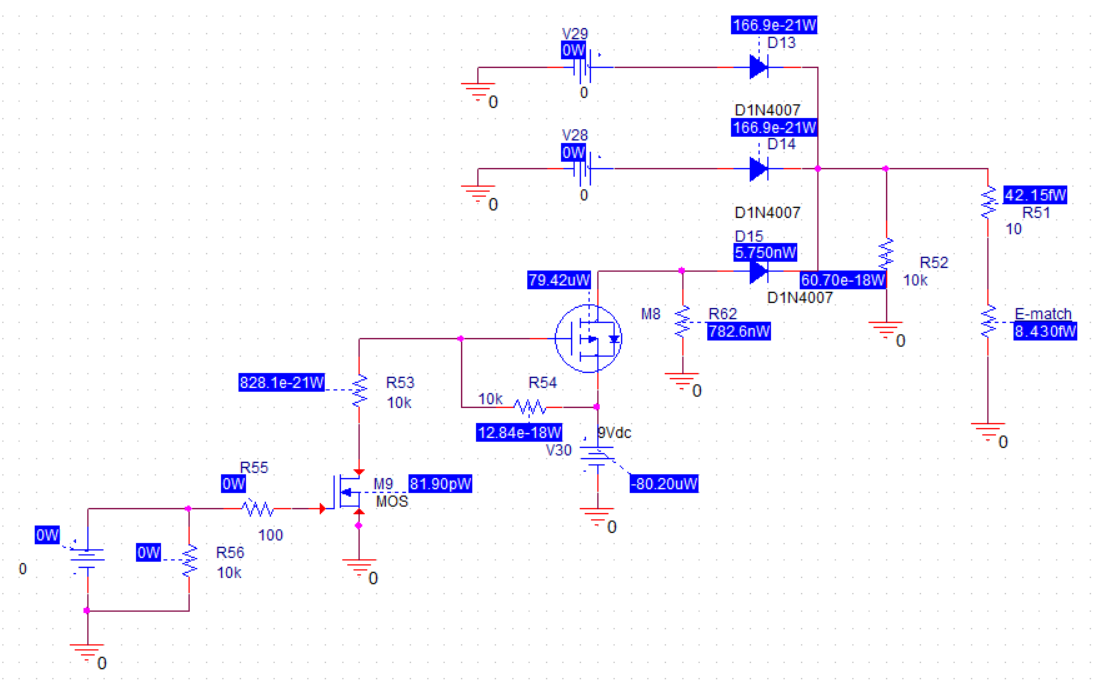 166.9e-21W
V29
0W
D13
0
0
D1N4007
166.9e-21W
V28
0W
D14
0
0
D1N4007
42.15fW
R51
10
D15
5.750nW
R52
10k
60.70e-18W
D1N4007
79.42uW
M8
R62
782.6nW
E-match
8.430fW
0
0
0
R53
10k
828.1e-21W
R54
10k
12.84e-18W
9Vdc
V30
-80.20uW
0
R55
0W
100
M9
81.90pW
MOS
0W
0W
R56
10k
0
0
0